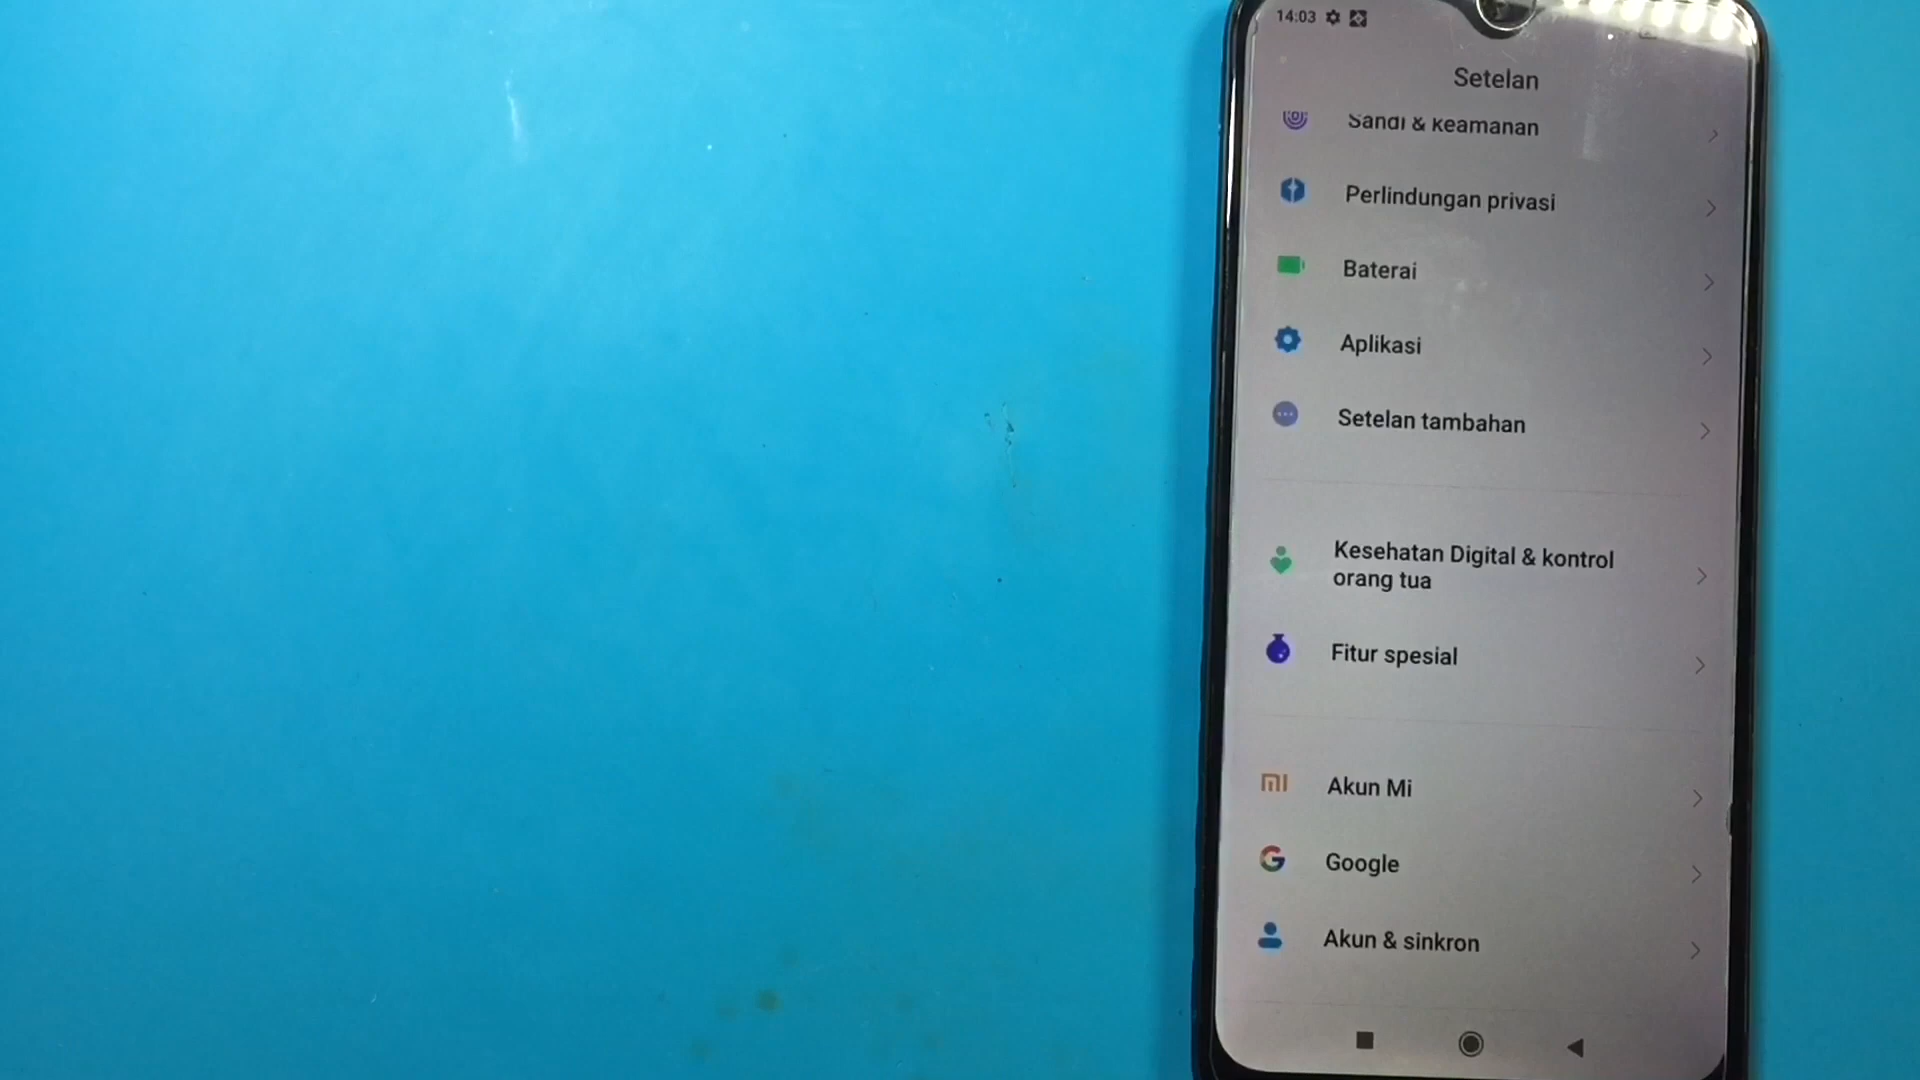 14:03
Setelan
Sandi & Keamanan
Perlindungan privasi
Baterai
Aplikasi
Setelan tambahan
Kesehatan Digital & kontrol
orang tua
Fitur spesial
Akun Mi
Google
Akun & sinkron